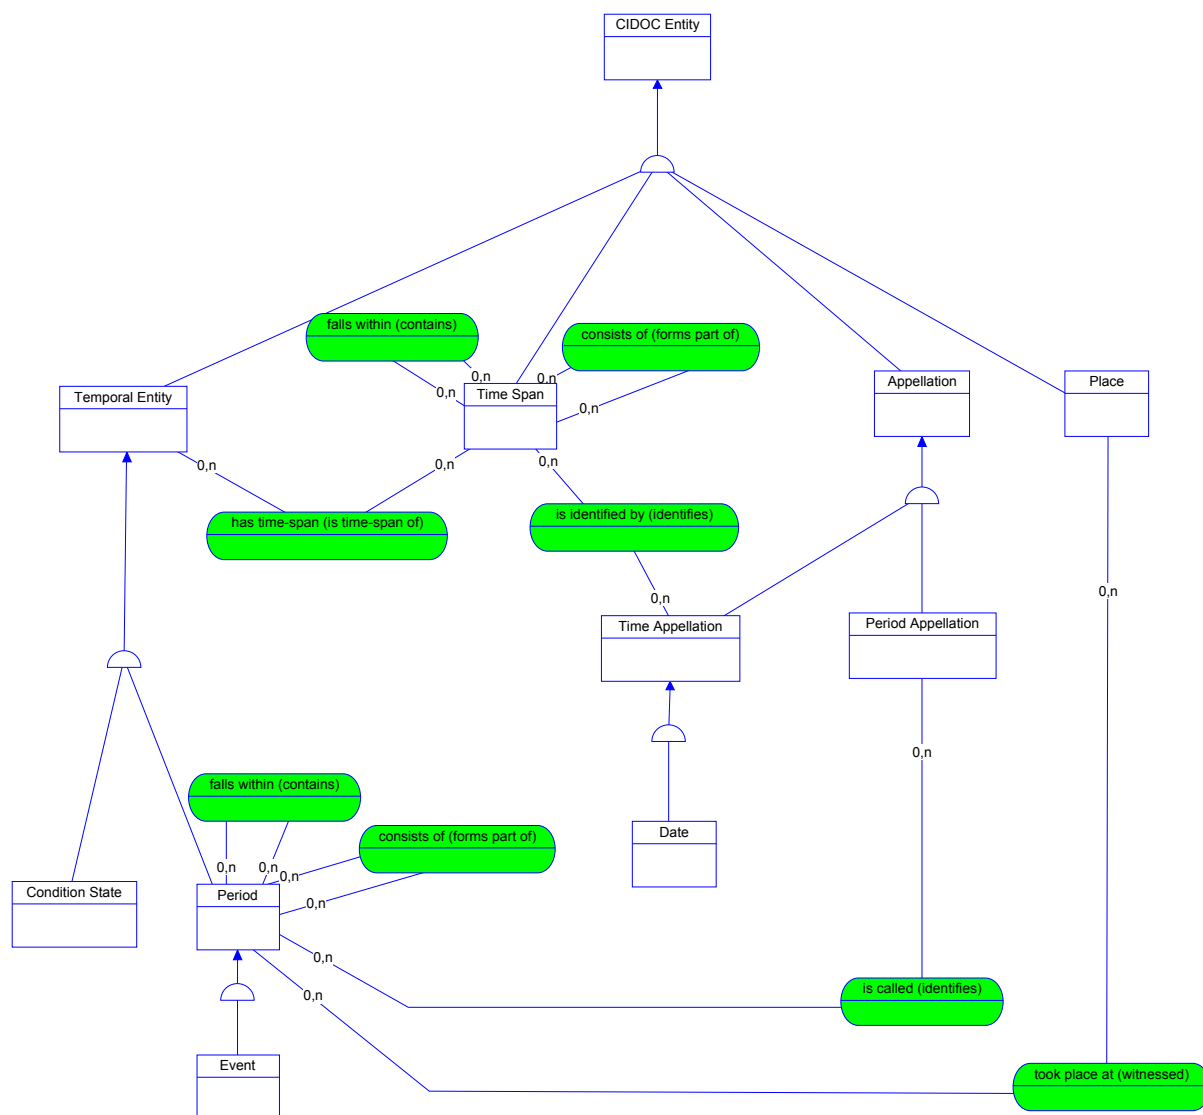 CIDOC Entity
falls within (contains)
consists of (forms part of)
0,n
0,n
0,n
0,n
Temporal Entity
Time Span
Appellation
Place
0,n
0,n
0,n
has time-span (is time-span of)
is identified by (identifies)
0,n
0,n
Time Appellation
Period Appellation
0,n
falls within (contains)
consists of (forms part of)
Date
0,n
0,n
0,n
0,n
Condition State
Period
0,n
0,n
is called (identifies)
Event
took place at (witnessed)